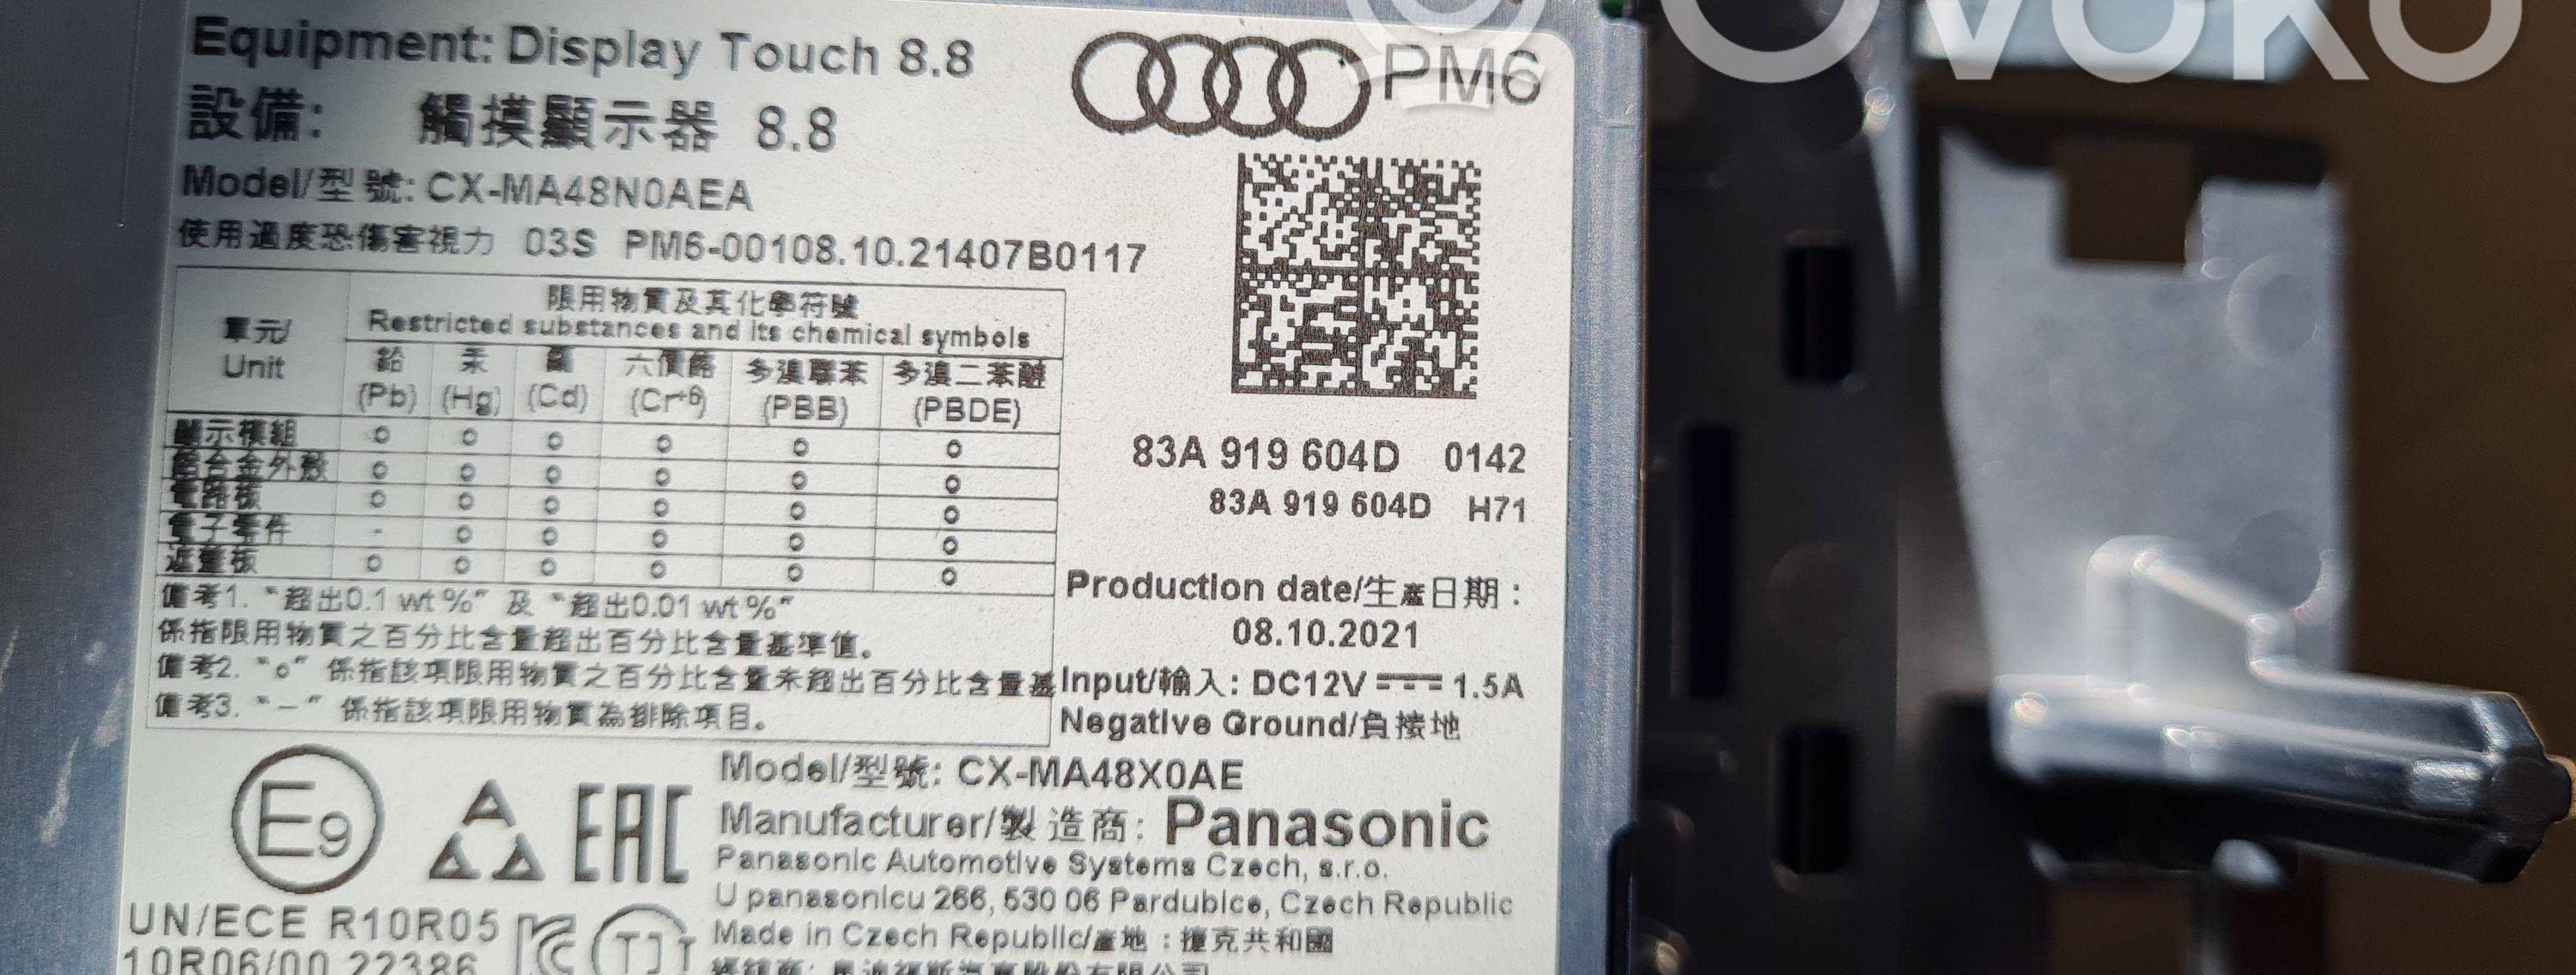 Equipment: Display Touch 8.8
設備: 觸摸顯示器 8.8
Model/型號: CX-MA48N0AEA
使用過度恐傷害視力 03S PM6-00108.10.21407B0117
PM6
OVOKO
單元/
Unit
限用物質及其化學符號
Restricted substances and its chemical symbols
鉛 汞 鎘 六價鉻 多溴聯苯 多溴二苯醚
(Pb) (Hg) (Cd) (Cr+6) (PBB) (PBDE)
顯示模組 o o o o o o
鋁合金外殼 o o o o o o
電路板 o o o o o o
電子零件 - o o o o o
遮蓋板 o o o o o o
備考1. "超出0.1 wt %" 及 "超出0.01 wt %"
係指限用物質之百分比含量超出百分比含量基準值。
備考2. "o" 係指該項限用物質之百分比含量未超出百分比含量基
備考3. "—" 係指該項限用物質為排除項目。
83A 919 604D 0142
83A 919 604D H71
Production date/生產日期 :
08.10.2021
Input/輸入: DC12V 1.5A
Negative Ground/負接地
Model/型號: CX-MA48X0AE
Manufacturer/製造商: Panasonic
Panasonic Automotive Systems Czech, s.r.o.
U panasonicu 266, 530 06 Pardubice, Czech Republic
Made in Czech Republic/產地 : 捷克共和國
E9
EAC
UN/ECE R10R05
10R06/00 22386